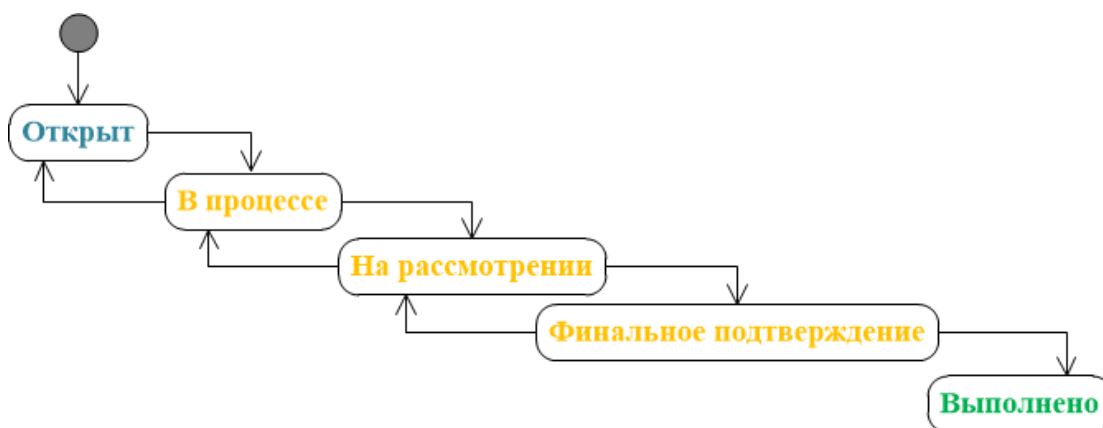 Открыт
В процессе
На рассмотрении
Финальное подтверждение
Выполнено